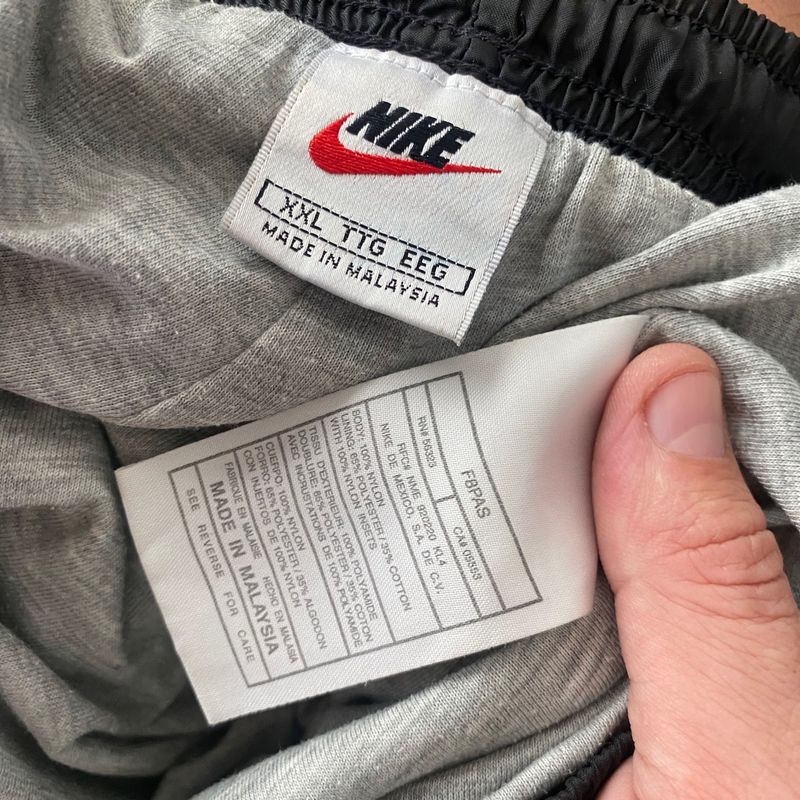 NIKE
XXL TTG EEG
MADE IN MALAYSIA
F8PAS
RN# 56323 CA# 05553
RFC# NME 920220 KL4
NIKE DE MEXICO, S.A. DE C.V.
BODY: 100% NYLON
LINING: 65% POLYESTER/35% COTTON
WITH 100% NYLON INSETS
TISSU D'EXTERIEUR: 100% POLYAMIDE
DOUBLURE: 65% POLYESTER/35% COTON
AVEC INCRUSTATIONS DE 100% POLYAMIDE
CUERPO: 100% NYLON
FORRO: 65% POLYESTER/35% ALGODON
CON INSERTOS DE 100% NYLON
FABRIQUE EN MALAISIE HECHO EN MALASIA
MADE IN MALAYSIA
SEE REVERSE FOR CARE